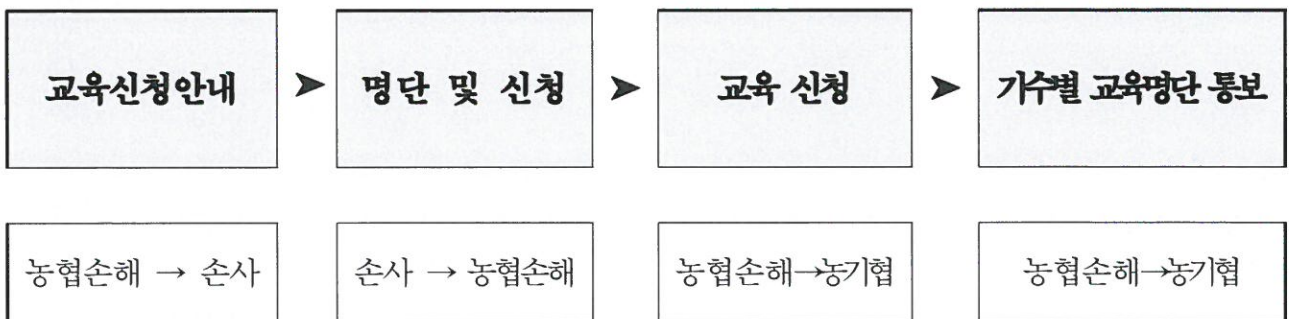 교육신청안내 ➤ 명단 및 신청 ➤ 교육 신청 ➤ 기수별 교육명단 통보
농협손해 → 손사 손사 → 농협손해 농협손해→농기협 농협손해→농기협